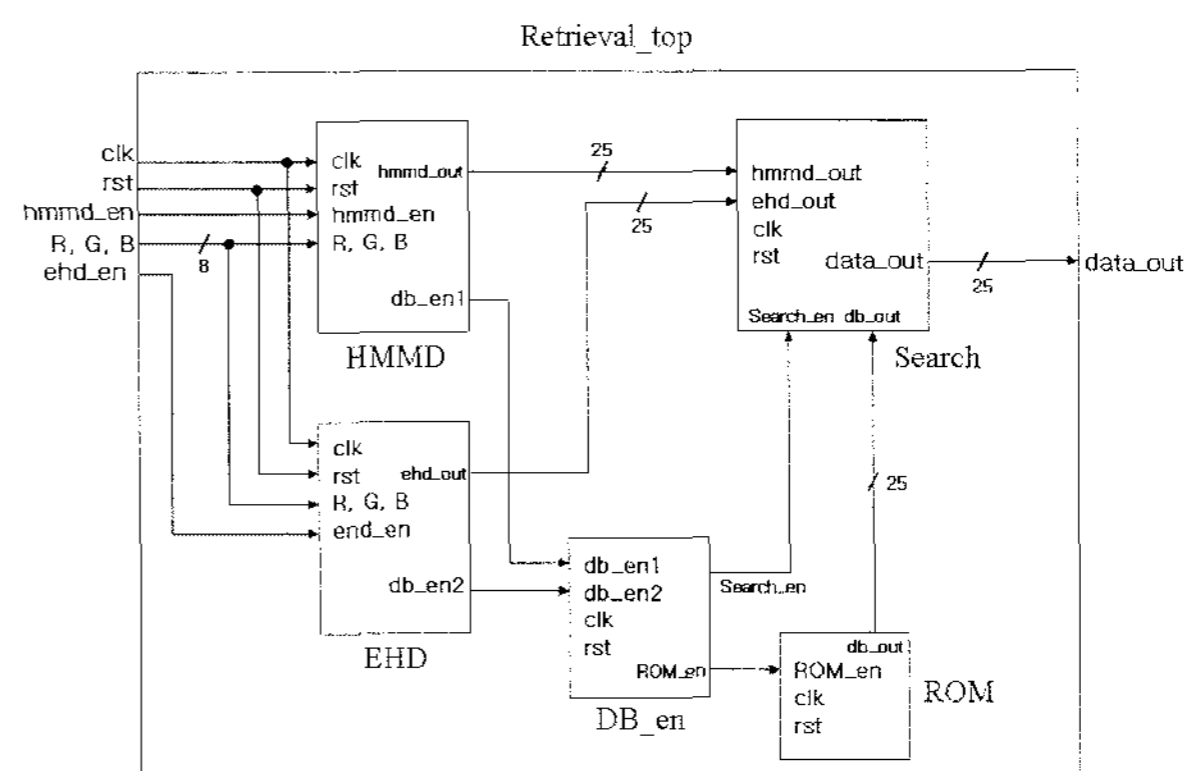 Retrieval_top
clk
rst
hmmd_en
R, G, B
ehd_en
8
clk
rst
hmmd_en
R, G, B
hmmd_out
db_en1
HMMD
25
25
hmmd_out
ehd_out
clk
rst
data_out
Search_en db_out
Search
25
data_out
clk
rst
R, G, B
end_en
ehd_out
db_en2
EHD
db_en1
db_en2
clk
rst
ROM_en
DB_en
Search_en
25
db_out
ROM_en
clk
rst
ROM